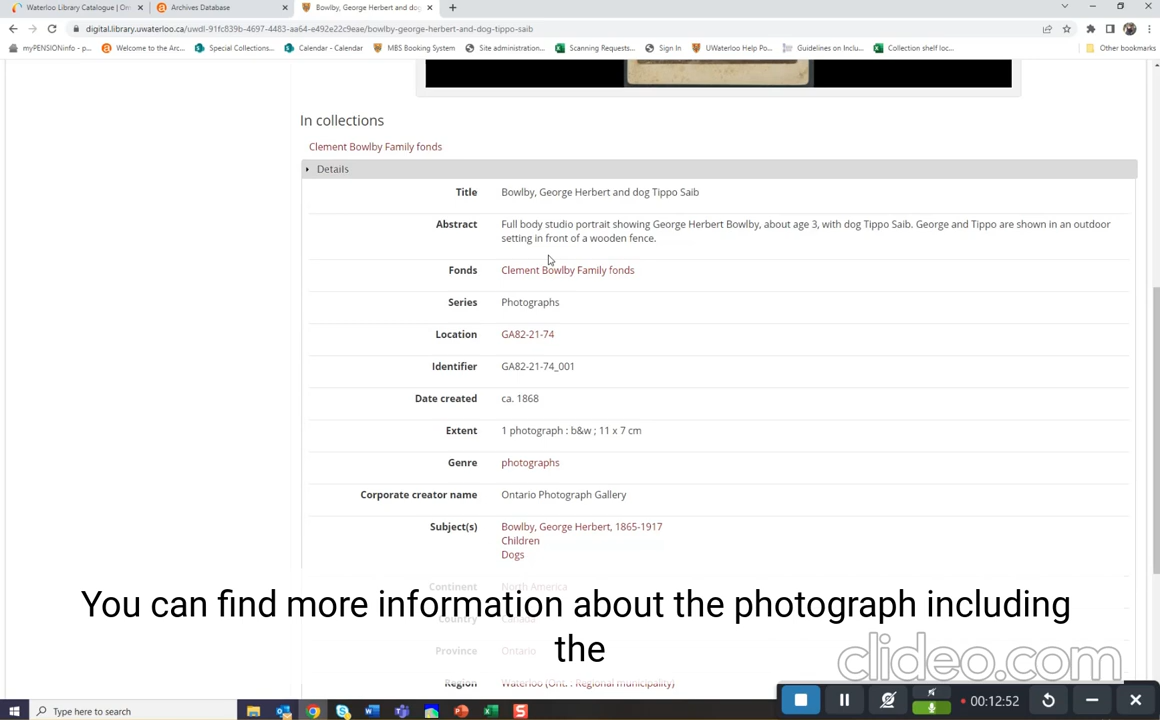 Waterloo Library Catalogue | On
Archives Database
Bowlby, George Herbert and dog
digital.library.uwaterloo.ca/uwdl-91fc839b-4697-4483-aa64-e492e22c9eae/bowlby-george-herbert-and-dog-tippo-saib
myPENSIONinfo - p...
Welcome to the Arc...
Special Collections...
Calendar - Calendar
MBS Booking System
Site administration...
Scanning Requests...
Sign In
UWaterloo Help Po...
Guidelines on Inclu...
Collection shelf loc...
Other bookmarks
In collections
Clement Bowlby Family fonds
Details
Title Bowlby, George Herbert and dog Tippo Saib
Abstract Full body studio portrait showing George Herbert Bowlby, about age 3, with dog Tippo Saib. George and Tippo are shown in an outdoor
setting in front of a wooden fence.
Fonds Clement Bowlby Family fonds
Series Photographs
Location GA82-21-74
Identifier GA82-21-74_001
Date created ca. 1868
Extent 1 photograph : b&w ; 11 x 7 cm
Genre photographs
Corporate creator name Ontario Photograph Gallery
Subject(s) Bowlby, George Herbert, 1865-1917
Children
Dogs
Continent North America
Country Canada
Province Ontario
Region Waterloo (Ont. : Regional municipality)
You can find more information about the photograph including
the
clideo.com
Type here to search
00:12:52